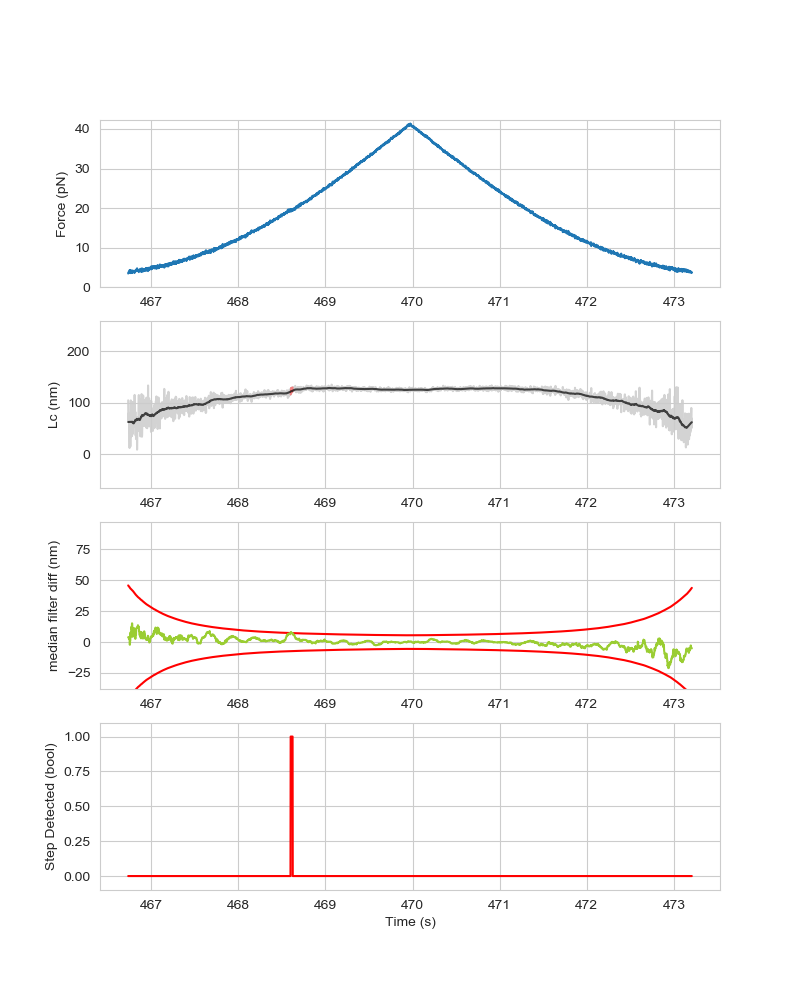 Force (pN)
40
30
20
10
0
467 468 469 470 471 472 473
Lc (nm)
200
100
0
467 468 469 470 471 472 473
median filter diff (nm)
75
50
25
0
−25
467 468 469 470 471 472 473
Step Detected (bool)
1.00
0.75
0.50
0.25
0.00
467 468 469 470 471 472 473
Time (s)